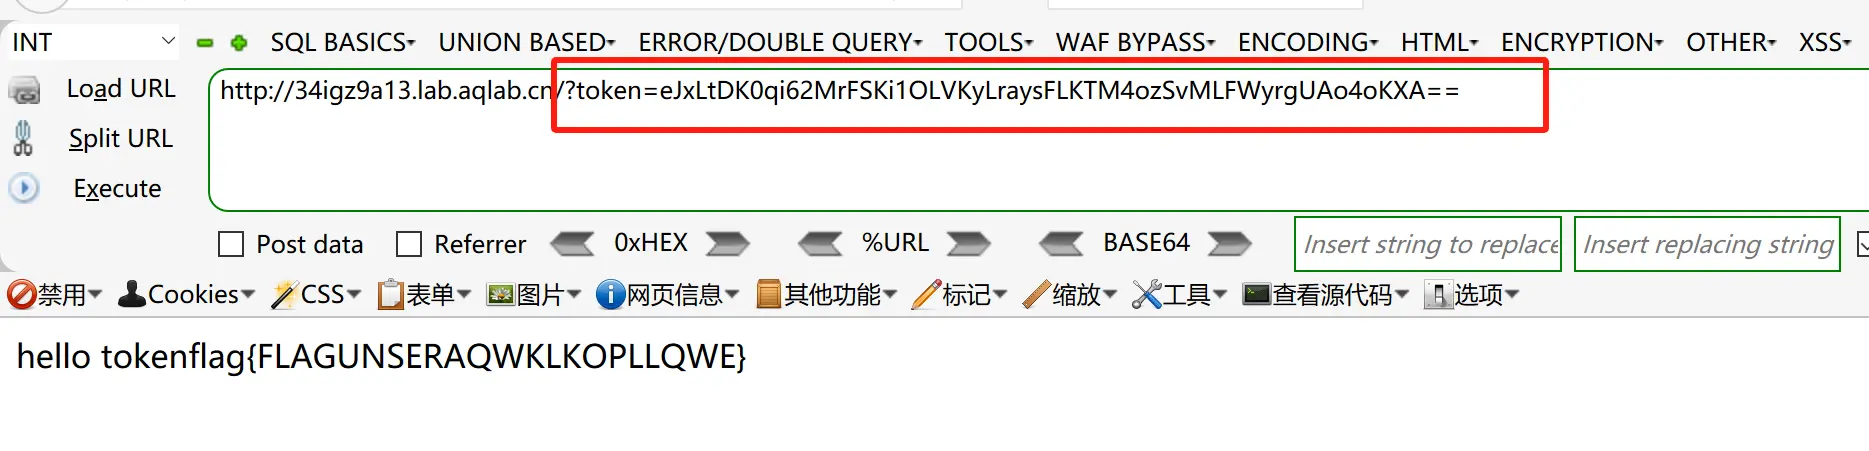 INT SQL BASICS UNION BASED ERROR/DOUBLE QUERY TOOLS WAF BYPASS ENCODING HTML ENCRYPTION OTHER XSS
Load URL
http://34igz9a13.lab.aqlab.cn/?token=eJxLtDK0qi62MrFSKi1OLVKyLraysFLKTM4ozSvMLFWyrgUAo4oKXA==
Split URL
Execute
Post data Referrer 0xHEX %URL BASE64 Insert string to replace Insert replacing string
禁用 Cookies CSS 表单 图片 网页信息 其他功能 标记 缩放 工具 查看源代码 选项
hello tokenflag{FLAGUNSERAQWKLKOPLLQWE}